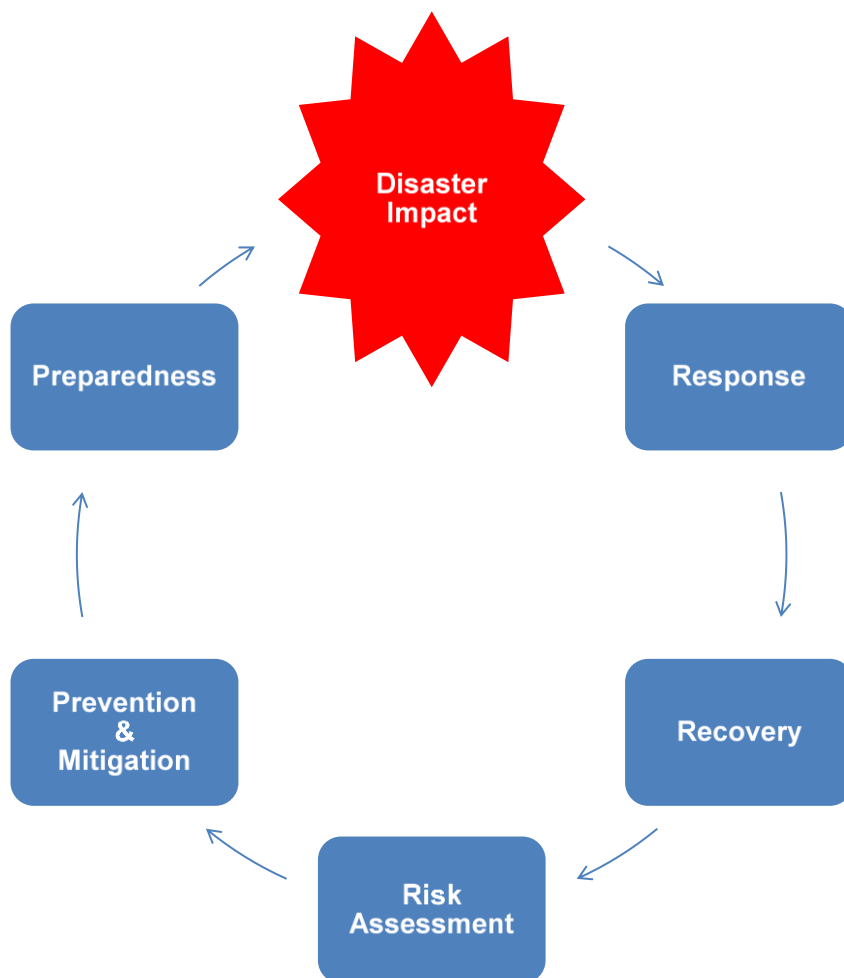 Disaster
Impact
Response
Recovery
Risk
Assessment
Prevention
&
Mitigation
Preparedness